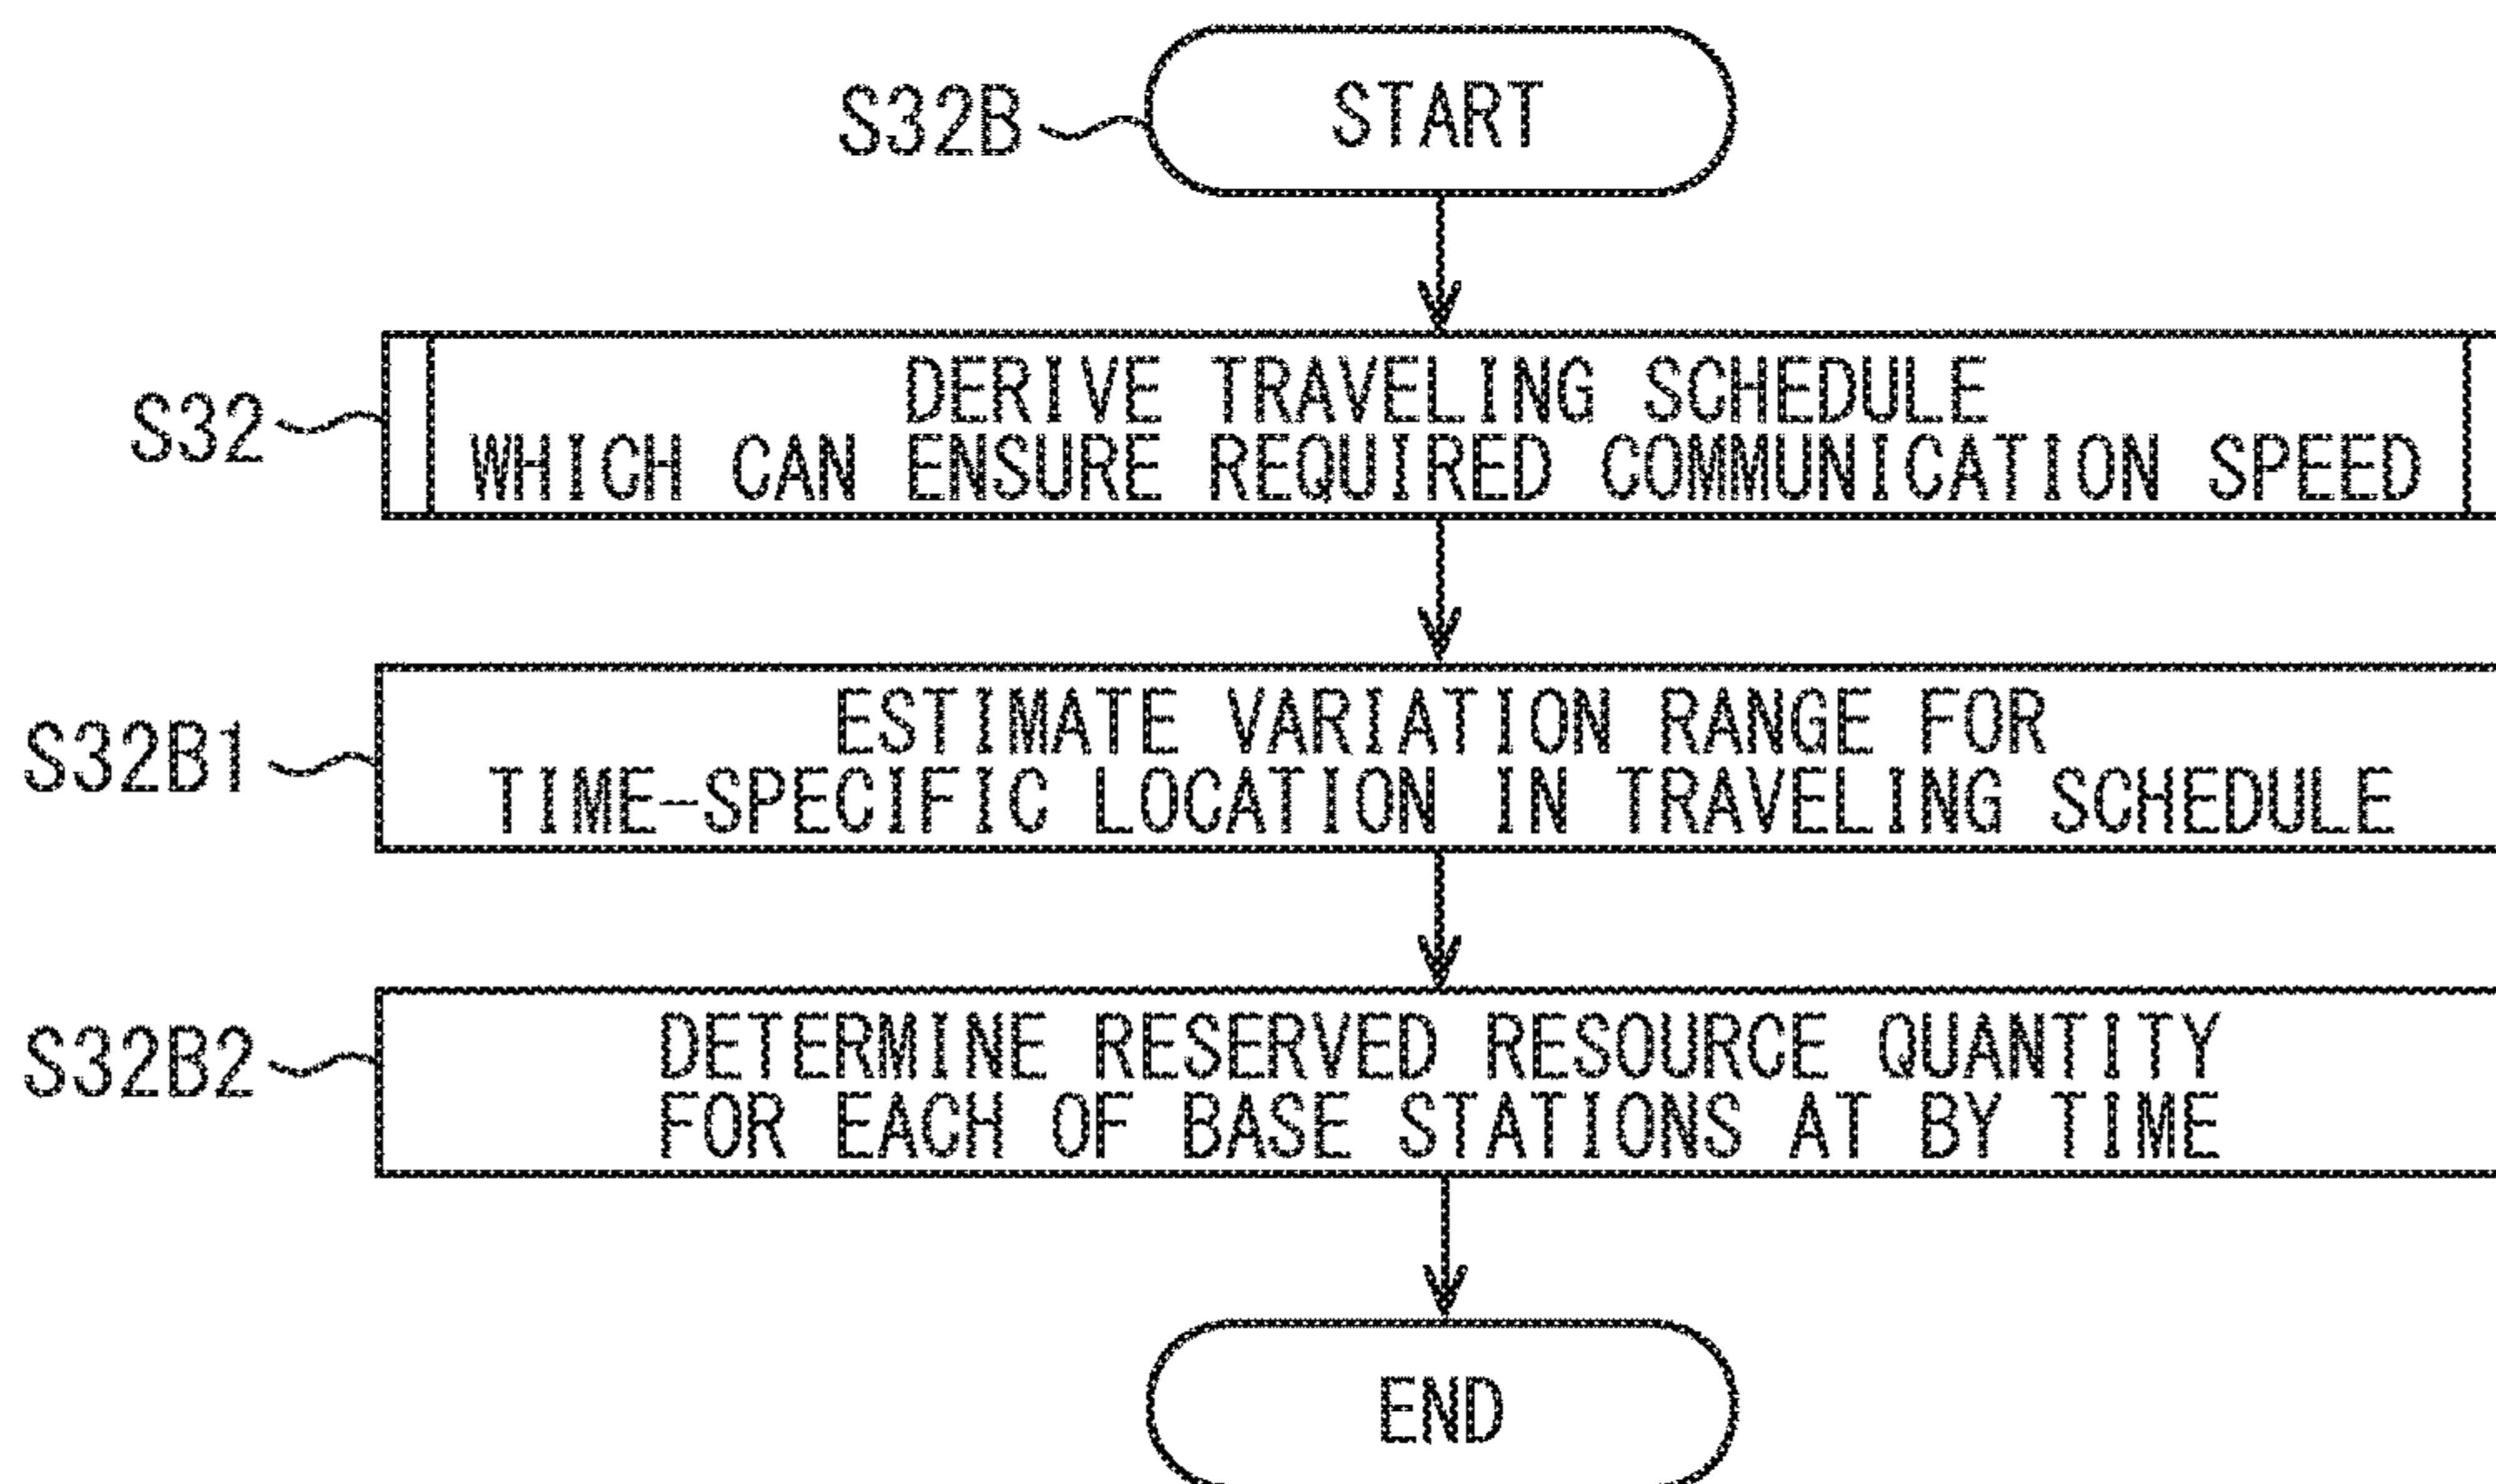 S32B START
S32 DERIVE TRAVELING SCHEDULE
WHICH CAN ENSURE REQUIRED COMMUNICATION SPEED
S32B1 ESTIMATE VARIATION RANGE FOR
TIME-SPECIFIC LOCATION IN TRAVELING SCHEDULE
S32B2 DETERMINE RESERVED RESOURCE QUANTITY
FOR EACH OF BASE STATIONS AT BY TIME
END